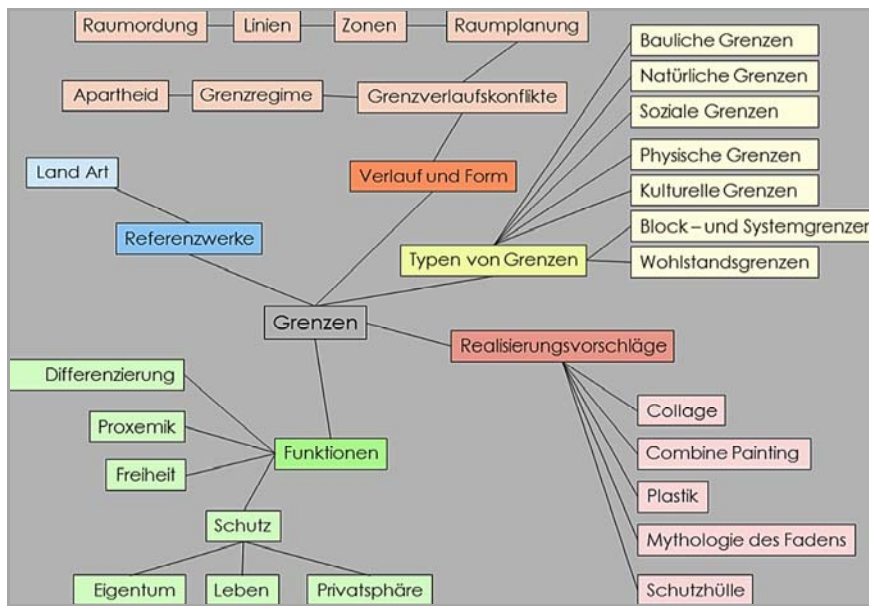 Raumordung
Linien
Zonen
Raumplanung
Apartheid
Grenzregime
Grenzverlaufskonflikte
Verlauf und Form
Land Art
Referenzwerke
Bauliche Grenzen
Natürliche Grenzen
Soziale Grenzen
Physische Grenzen
Kulturelle Grenzen
Block – und Systemgrenzen
Wohlstandsgrenzen
Typen von Grenzen
Grenzen
Realisierungsvorschläge
Differenzierung
Proxemik
Freiheit
Funktionen
Schutz
Eigentum
Leben
Privatsphäre
Collage
Combine Painting
Plastik
Mythologie des Fadens
Schutzhülle